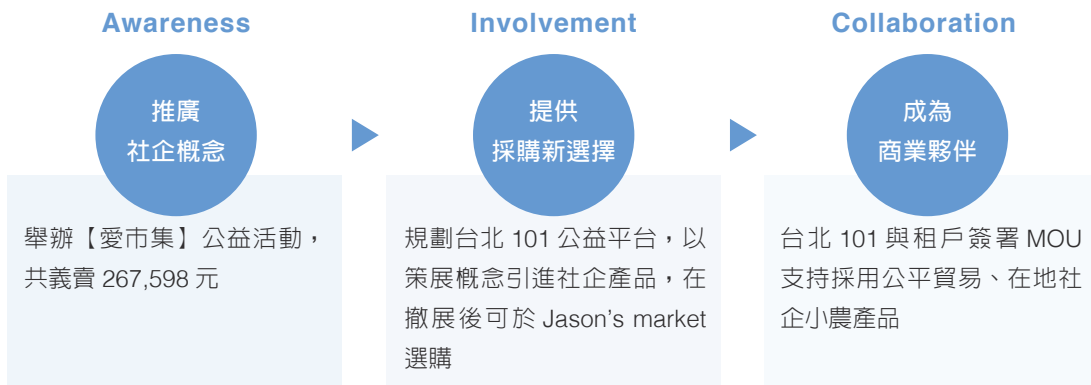 Awareness
推廣
社企概念
舉辦【愛市集】公益活動，
共義賣 267,598 元
Involvement
提供
採購新選擇
規劃台北 101 公益平台，以
策展概念引進社企產品，在
撤展後可於 Jason's market
選購
Collaboration
成為
商業夥伴
台北 101 與租戶簽署 MOU
支持採用公平貿易、在地社
企小農產品